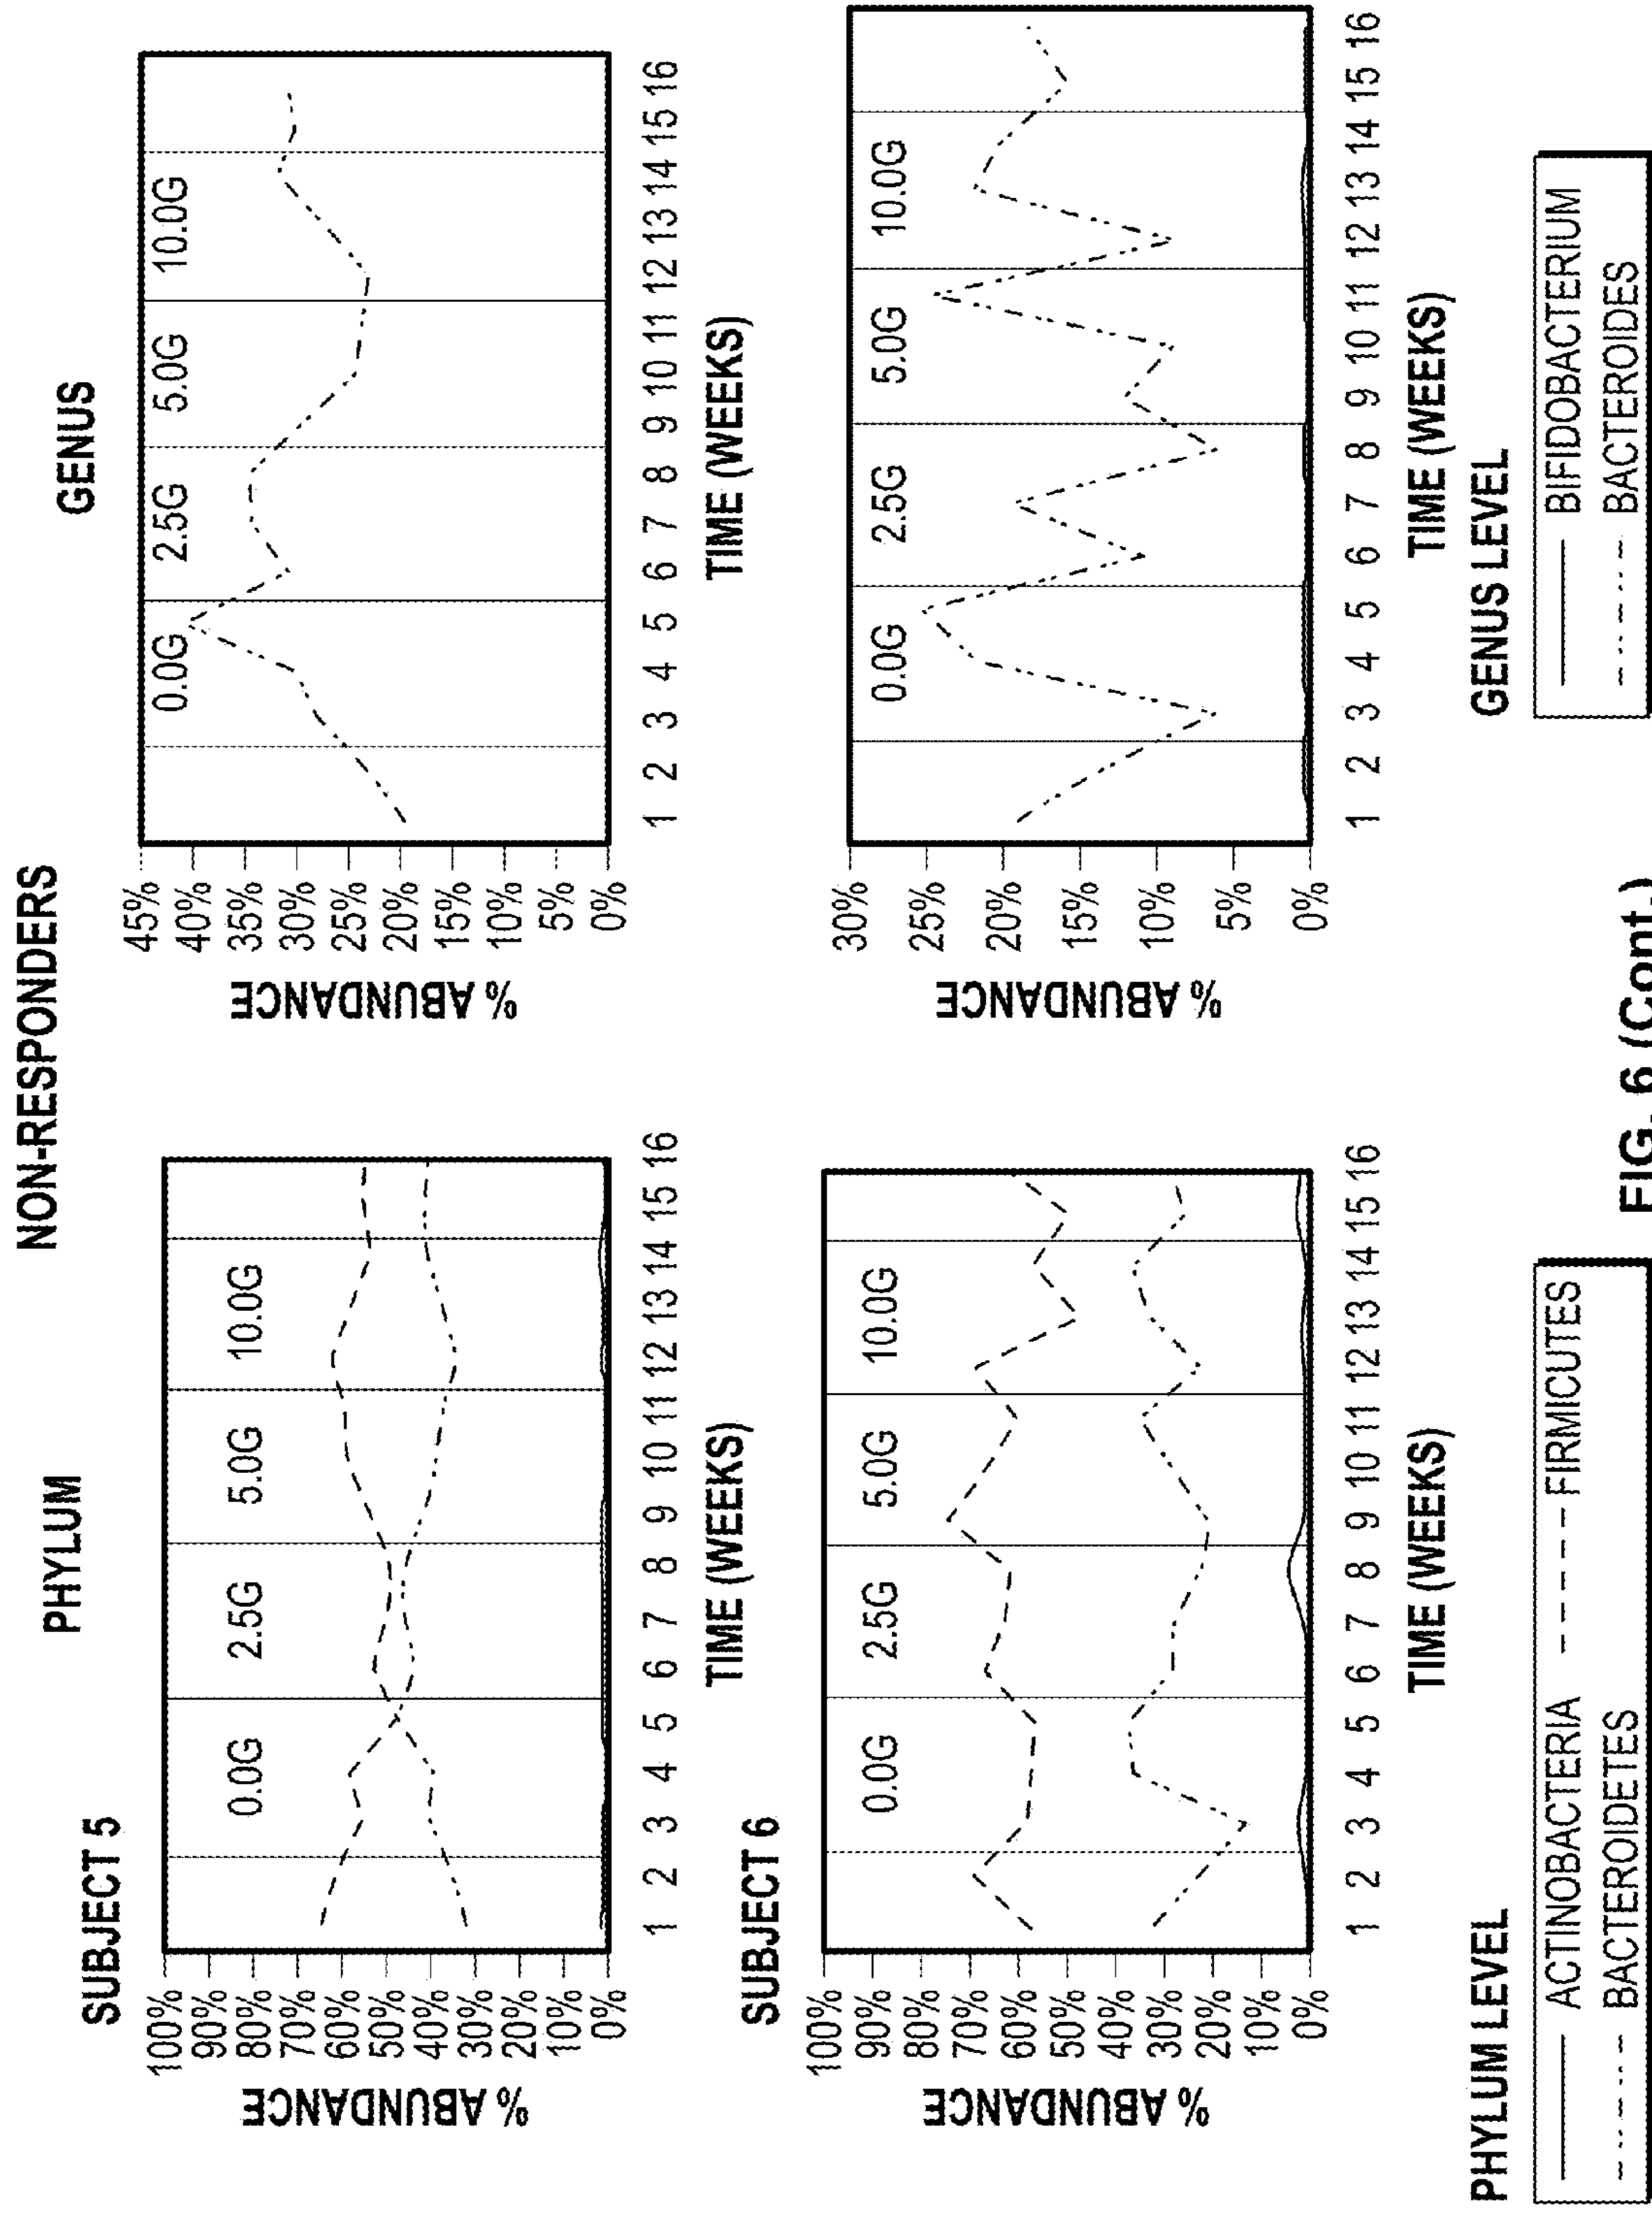 NON-RESPONDERS
PHYLUM
GENUS
SUBJECT 5
100%
90%
80%
70%
60%
50%
40%
30%
20%
10%
0%
% ABUNDANCE
0.0G 2.5G 5.0G 10.0G
1 2 3 4 5 6 7 8 9 10 11 12 13 14 15 16
TIME (WEEKS)
45%
40%
35%
30%
25%
20%
15%
10%
5%
0%
% ABUNDANCE
0.0G 2.5G 5.0G 10.0G
1 2 3 4 5 6 7 8 9 10 11 12 13 14 15 16
TIME (WEEKS)
SUBJECT 6
100%
90%
80%
70%
60%
50%
40%
30%
20%
10%
0%
% ABUNDANCE
0.0G 2.5G 5.0G 10.0G
1 2 3 4 5 6 7 8 9 10 11 12 13 14 15 16
TIME (WEEKS)
30%
25%
20%
15%
10%
5%
0%
% ABUNDANCE
0.0G 2.5G 5.0G 10.0G
1 2 3 4 5 6 7 8 9 10 11 12 13 14 15 16
TIME (WEEKS)
PHYLUM LEVEL
ACTINOBACTERIA FIRMICUTES
BACTEROIDETES
GENUS LEVEL
BIFIDOBACTERIUM
BACTEROIDES
FIG. 6 (Cont.)